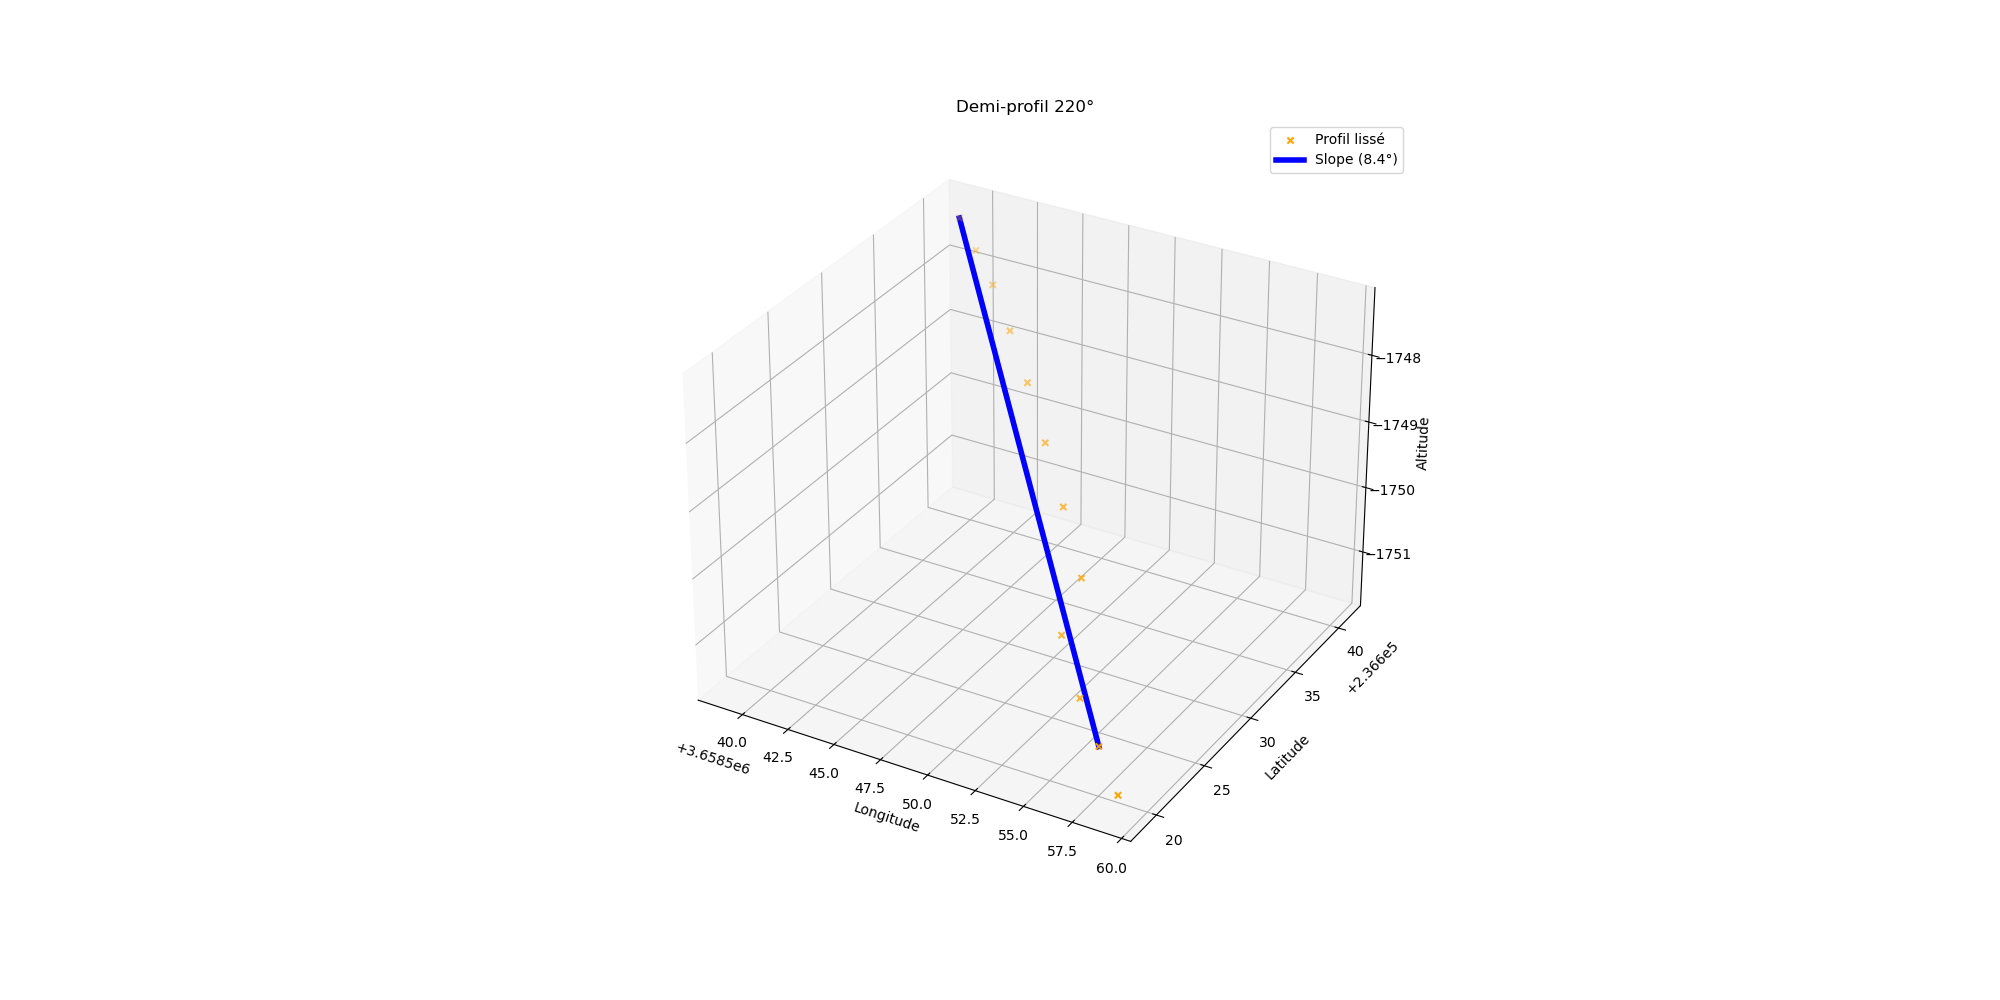 Demi-profil 220°
Profil lissé
Slope (8.4°)
−1748
−1749
−1750
−1751
Altitude
40
35
30
25
20
+2.366e5
Latitude
40.0
42.5
45.0
47.5
50.0
52.5
55.0
57.5
60.0
+3.6585e6
Longitude